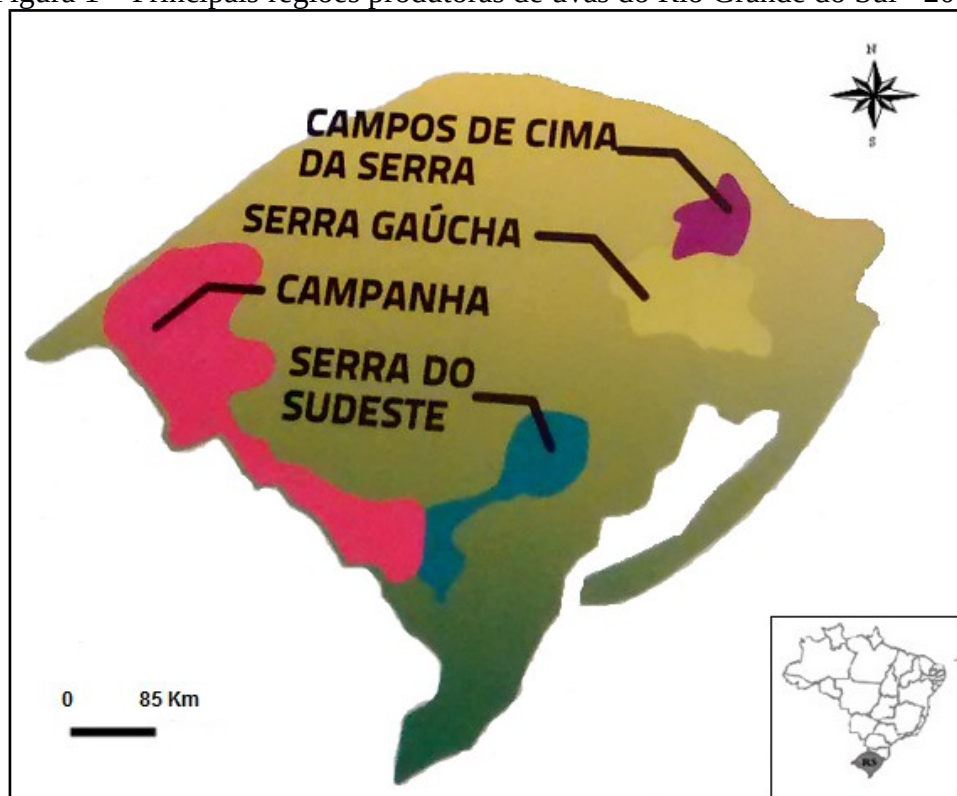 Figura 1 – Principais regiões produtoras de uvas do Rio Grande do Sul - 20
N
S
CAMPOS DE CIMA
DA SERRA
SERRA GAÚCHA
CAMPANHA
SERRA DO
SUDESTE
0 85 Km
RS